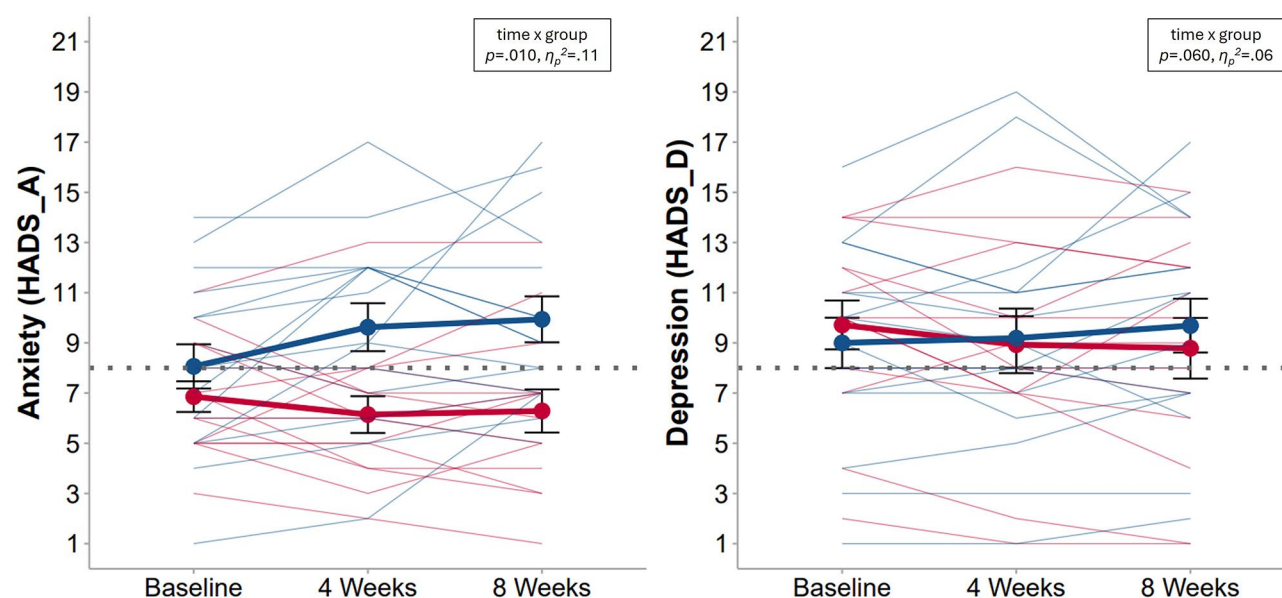 time x group
p=.010, ηp²=.11
21
19
17
15
13
11
9
7
5
3
1
Anxiety (HADS_A)
Baseline
4 Weeks
8 Weeks
time x group
p=.060, ηp²=.06
21
19
17
15
13
11
9
7
5
3
1
Depression (HADS_D)
Baseline
4 Weeks
8 Weeks